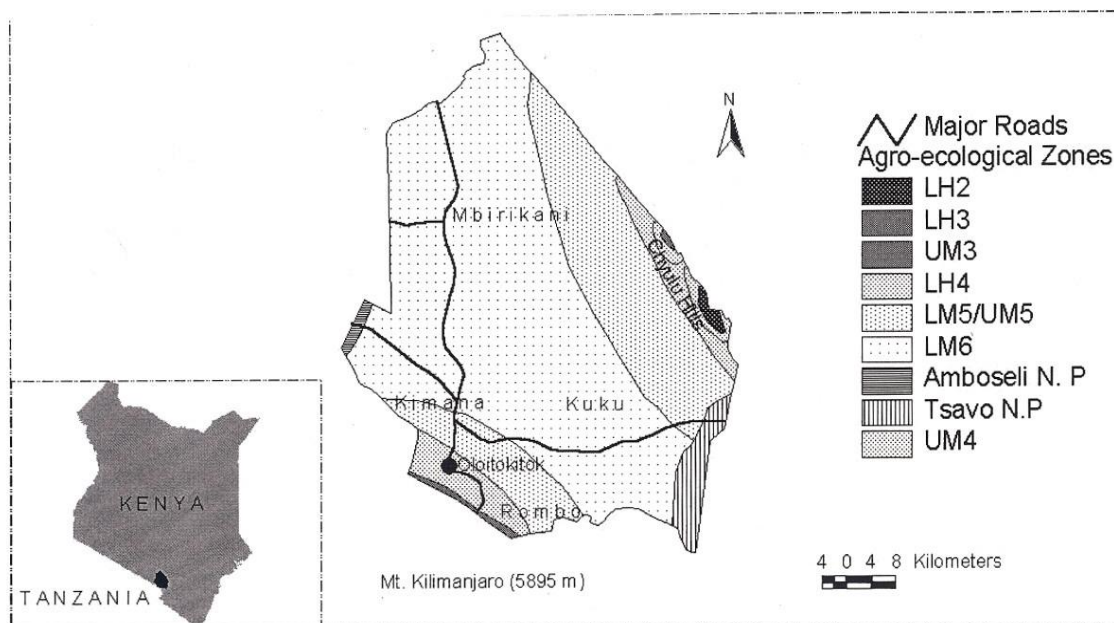 N
Mbirikani
Chyulu Hills
Kimana
Kuku
Oloitokitok
Rombo
Mt. Kilimanjaro (5895 m)
Major Roads
Agro-ecological Zones
LH2
LH3
UM3
LH4
LM5/UM5
LM6
Amboseli N. P
Tsavo N.P
UM4
4 0 4 8 Kilometers
KENYA
TANZANIA